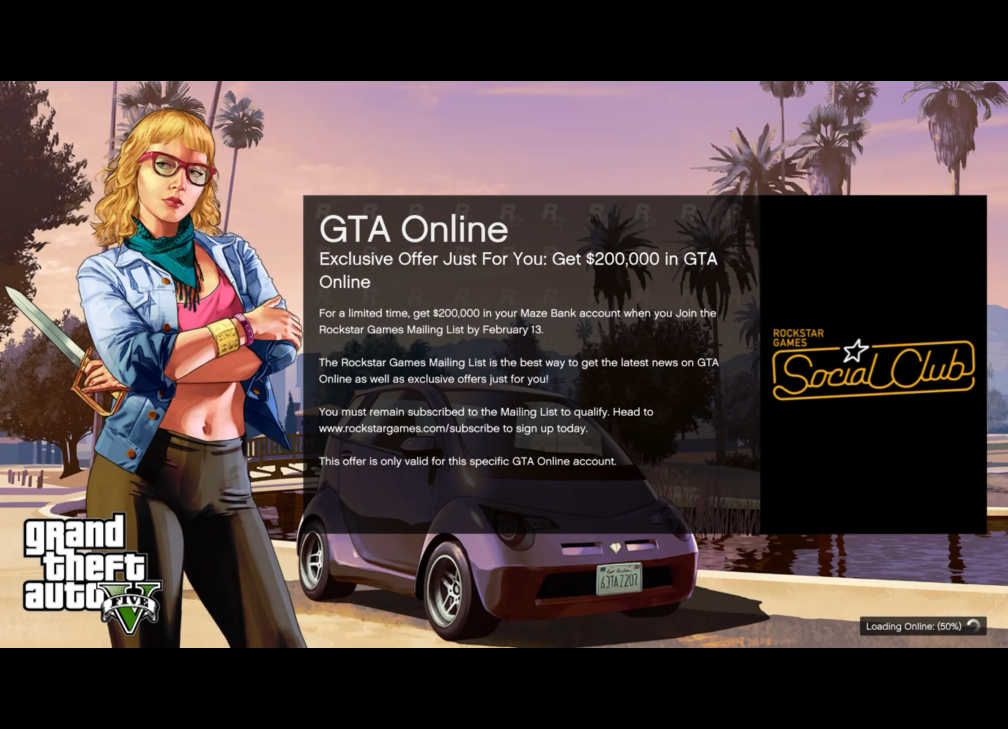 GTA Online
Exclusive Offer Just For You: Get $200,000 in GTA
Online
For a limited time, get $200,000 in your Maze Bank account when you Join the
Rockstar Games Mailing List by February 13.
The Rockstar Games Mailing List is the best way to get the latest news on GTA
Online as well as exclusive offers just for you!
You must remain subscribed to the Mailing List to qualify. Head to
www.rockstargames.com/subscribe to sign up today.
This offer is only valid for this specific GTA Online account.
ROCKSTAR
GAMES
Social Club
grand
theft
auto
V
FIVE
Loading Online: (50%)